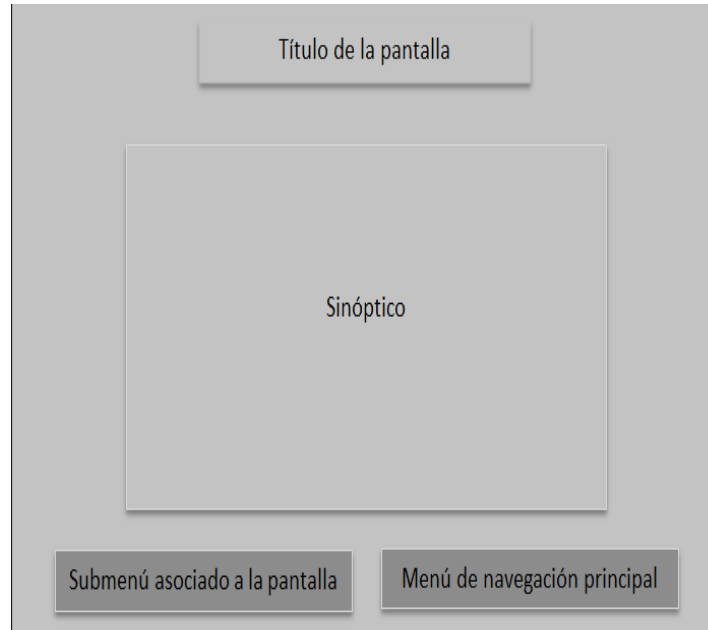 Título de la pantalla
Sinóptico
Submenú asociado a la pantalla
Menú de navegación principal